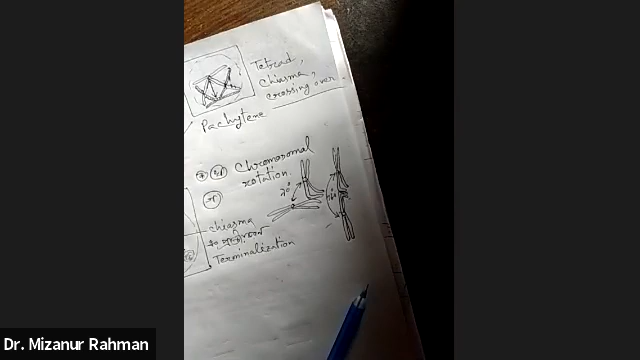 Tetrad,
Chiasma,
crossing over
Pachytene
Chromosomal
rotation.
Chiasma
Terminalization
Dr. Mizanur Rahman